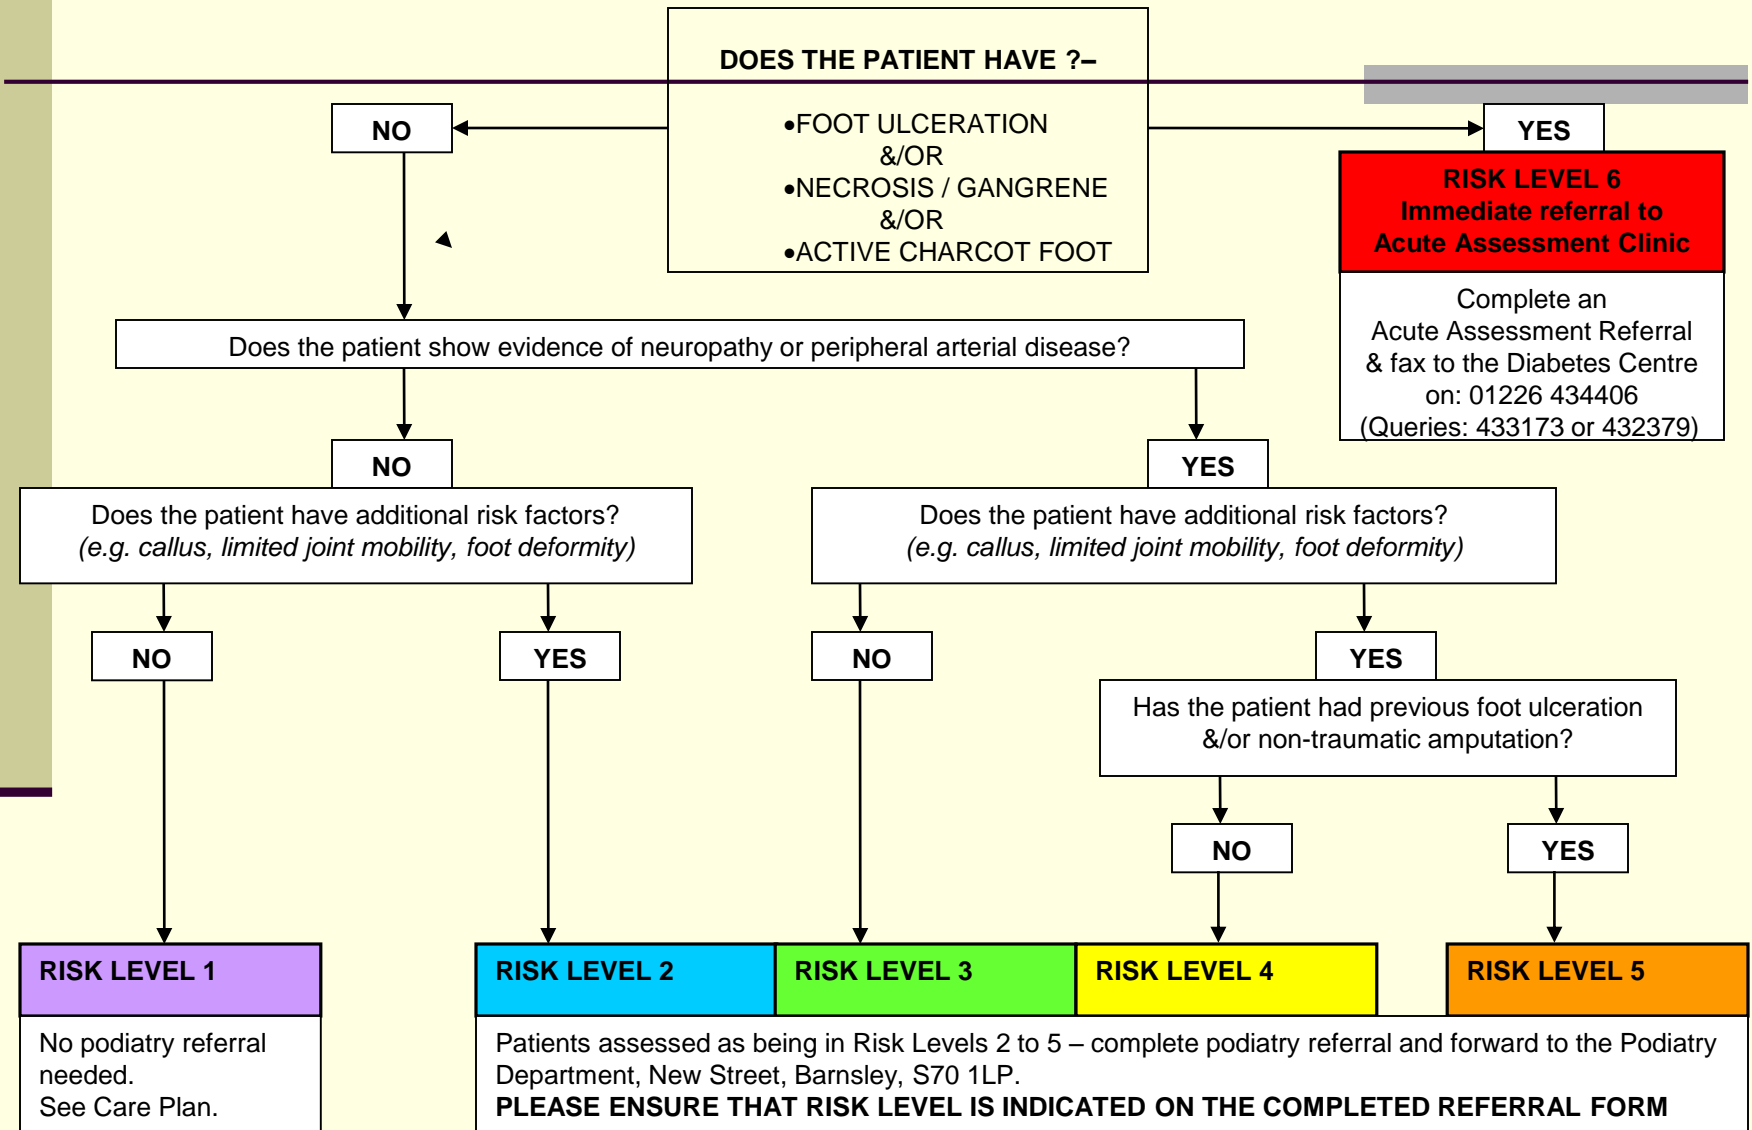 DOES THE PATIENT HAVE ?–
•FOOT ULCERATION
&/OR
•NECROSIS / GANGRENE
&/OR
•ACTIVE CHARCOT FOOT
NO
YES
RISK LEVEL 6
Immediate referral to
Acute Assessment Clinic
Complete an
Acute Assessment Referral
& fax to the Diabetes Centre
on: 01226 434406
(Queries: 433173 or 432379)
Does the patient show evidence of neuropathy or peripheral arterial disease?
NO
YES
Does the patient have additional risk factors?
(e.g. callus, limited joint mobility, foot deformity)
Does the patient have additional risk factors?
(e.g. callus, limited joint mobility, foot deformity)
NO
YES
NO
YES
Has the patient had previous foot ulceration
&/or non-traumatic amputation?
NO
YES
RISK LEVEL 1
RISK LEVEL 2
RISK LEVEL 3
RISK LEVEL 4
RISK LEVEL 5
No podiatry referral
needed.
See Care Plan.
Patients assessed as being in Risk Levels 2 to 5 – complete podiatry referral and forward to the Podiatry
Department, New Street, Barnsley, S70 1LP.
PLEASE ENSURE THAT RISK LEVEL IS INDICATED ON THE COMPLETED REFERRAL FORM